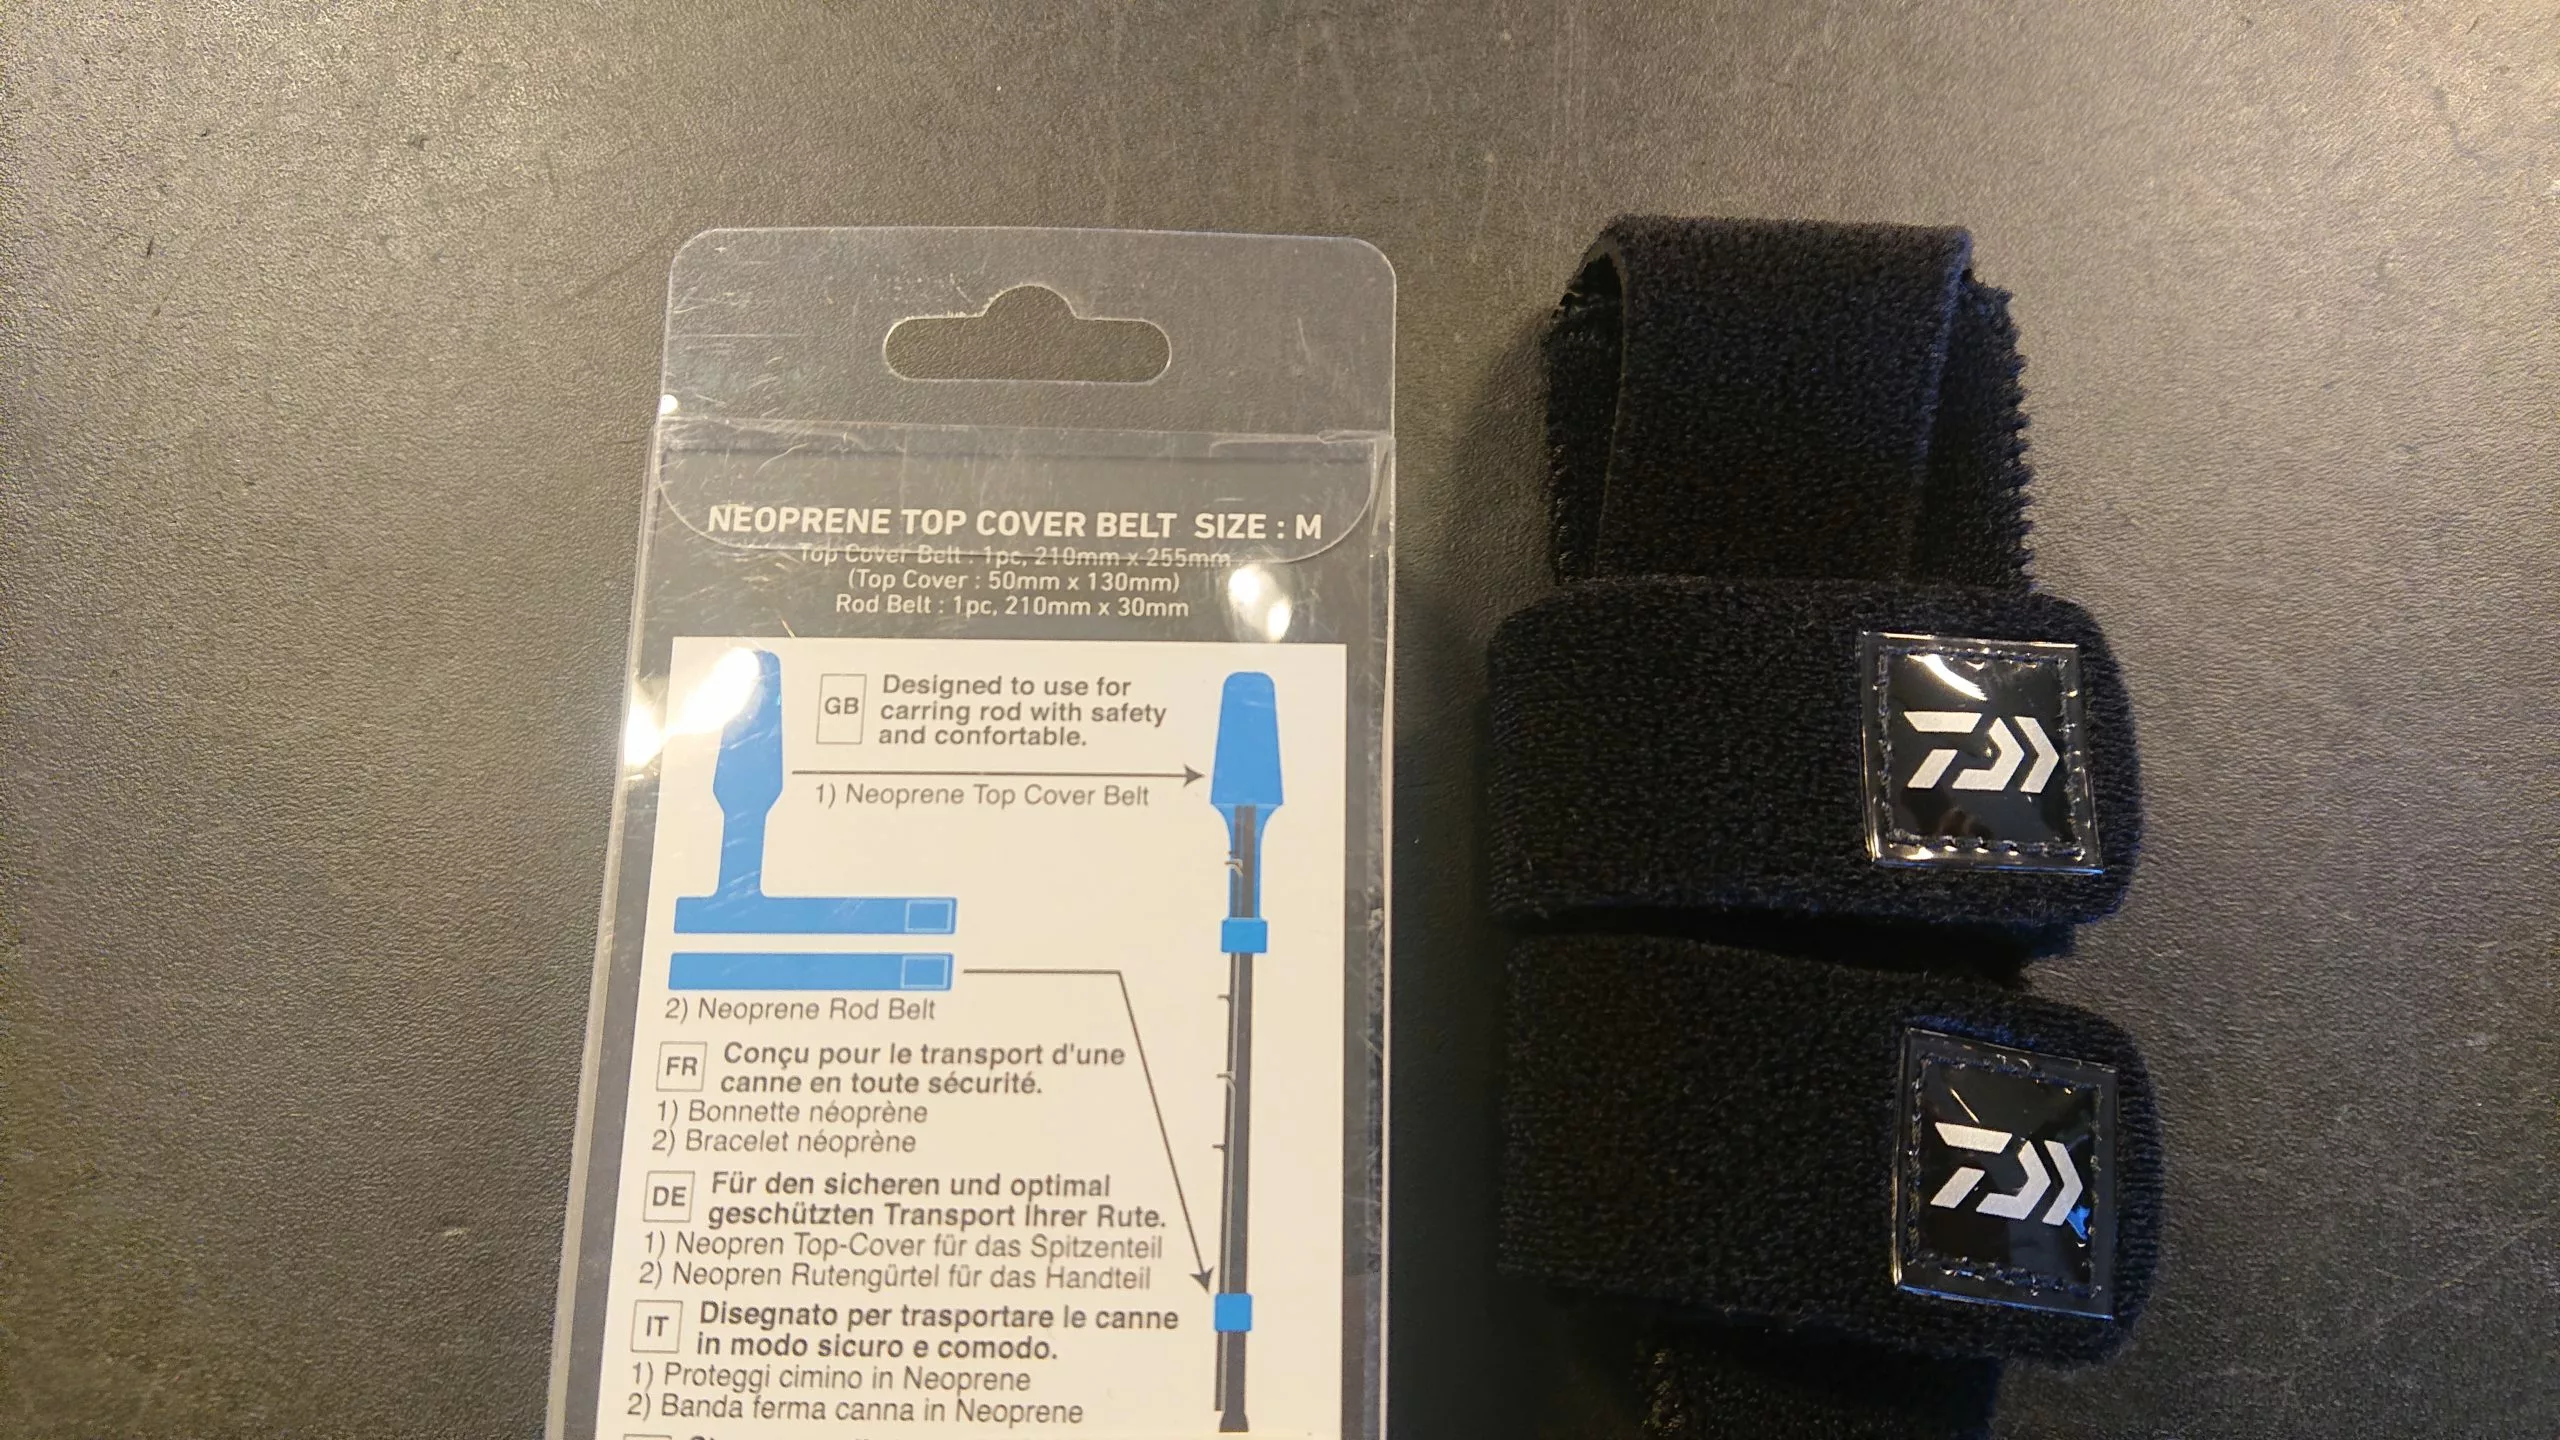 NEOPRENE TOP COVER BELT SIZE : M
Top Cover Belt : 1pc, 210mm x 255mm
(Top Cover : 50mm x 130mm)
Rod Belt : 1pc, 210mm x 30mm
GB
Designed to use for
carring rod with safety
and confortable.
1) Neoprene Top Cover Belt
2) Neoprene Rod Belt
FR
Conçu pour le transport d'une
canne en toute sécurité.
1) Bonnette néoprène
2) Bracelet néoprène
DE
Für den sicheren und optimal
geschützten Transport Ihrer Rute.
1) Neopren Top-Cover für das Spitzenteil
2) Neopren Rutengürtel für das Handteil
IT
Disegnato per trasportare le canne
in modo sicuro e comodo.
1) Proteggi cimino in Neoprene
2) Banda ferma canna in Neoprene